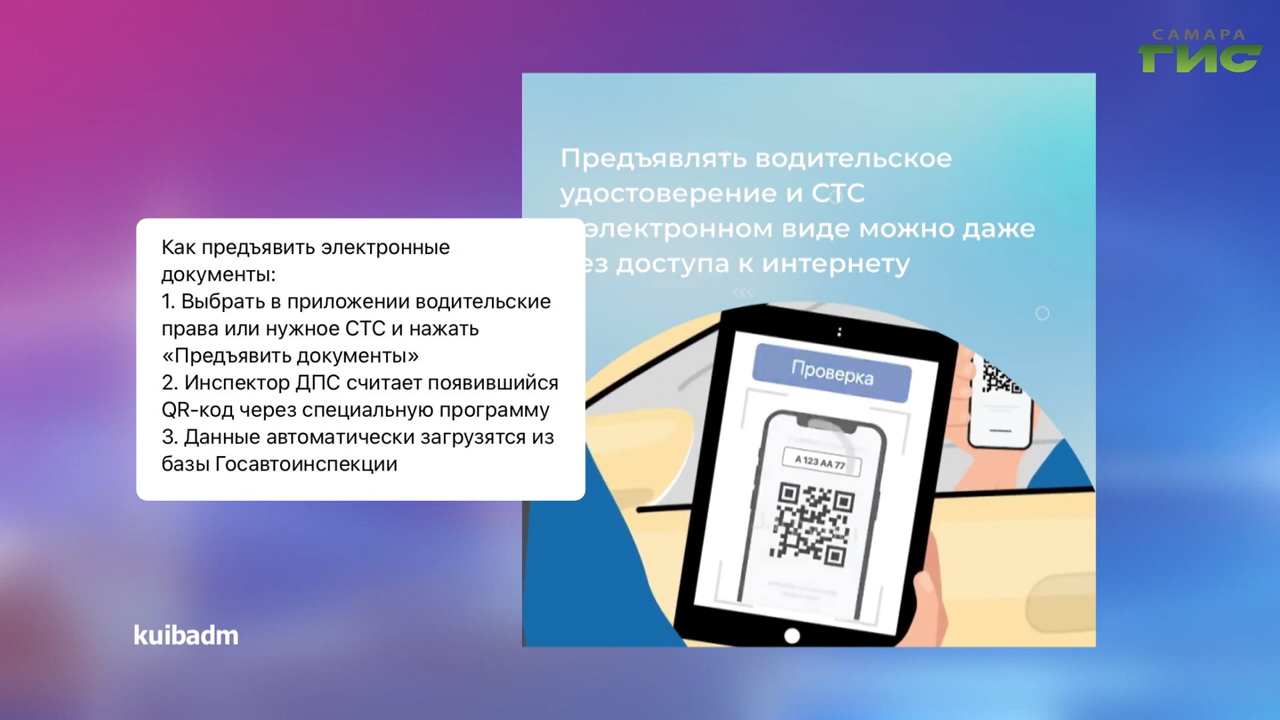 САМАРА
ГИС
Предъявлять водительское
удостоверение и СТС
электронном виде можно даже
ез доступа к интернету
Как предъявить электронные
документы:
1. Выбрать в приложении водительские
права или нужное СТС и нажать
«Предъявить документы»
2. Инспектор ДПС считает появившийся
QR-код через специальную программу
3. Данные автоматически загрузятся из
базы Госавтоинспекции
Проверка
А 123 АА 77
kuibadm